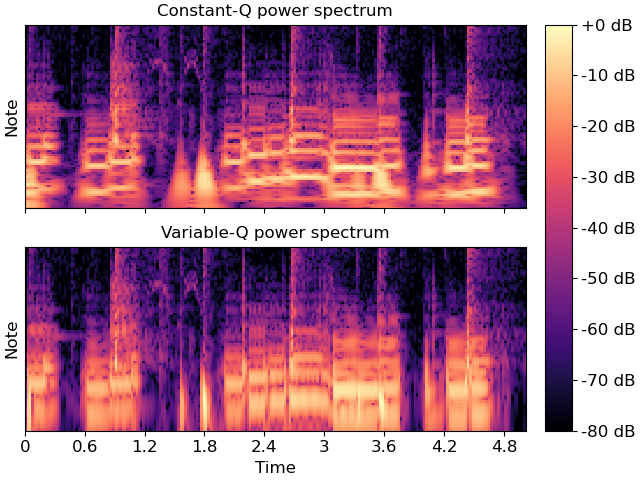 Constant-Q power spectrum
Note
Variable-Q power spectrum
Note
0 0.6 1.2 1.8 2.4 3 3.6 4.2 4.8
Time
+0 dB
-10 dB
-20 dB
-30 dB
-40 dB
-50 dB
-60 dB
-70 dB
-80 dB